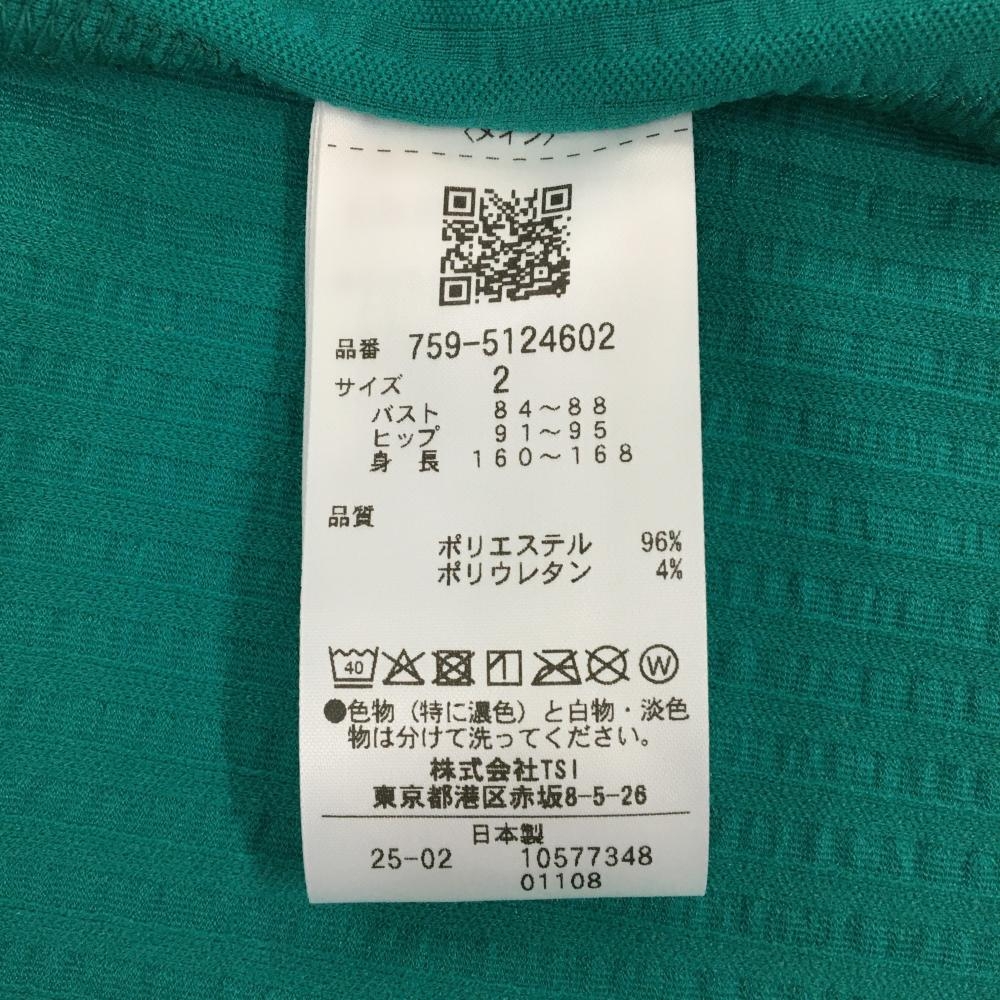 〈メイン〉
品番 759-5124602
サイズ 2
バスト 84～88
ヒップ 91～95
身長 160～168
品質
ポリエステル 96%
ポリウレタン 4%
40 W
●色物（特に濃色）と白物・淡色
物は分けて洗ってください。
株式会社TSI
東京都港区赤坂8-5-26
日本製
25-02 10577348
01108